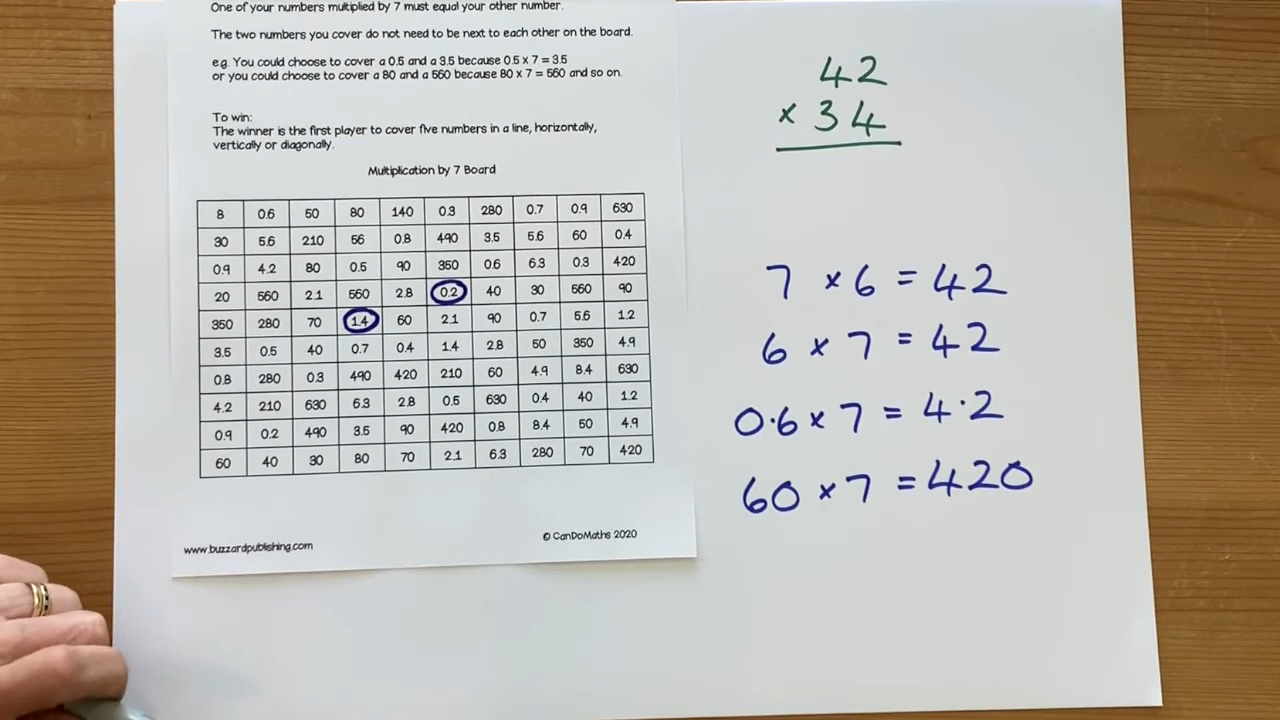 One of your numbers multiplied by 7 must equal your other number.
The two numbers you cover do not need to be next to each other on the board.
e.g. You could choose to cover a 0.5 and a 3.5 because 0.5 x 7 = 3.5
or you could choose to cover a 80 and a 560 because 80 x 7 = 560 and so on.
To win:
The winner is the first player to cover five numbers in a line, horizontally,
vertically or diagonally.
Multiplication by 7 Board
8 0.6 50 80 140 0.3 280 0.7 0.9 630
30 5.6 210 56 0.8 490 3.5 5.6 60 0.4
0.9 4.2 80 0.5 90 350 0.6 6.3 0.3 420
20 560 2.1 560 2.8 0.2 40 30 560 90
350 280 70 1.4 60 2.1 90 0.7 5.6 1.2
3.5 0.5 40 0.7 0.4 1.4 2.8 50 350 4.9
0.8 280 0.3 490 420 210 60 4.9 8.4 630
4.2 210 630 6.3 2.8 0.5 630 0.4 40 1.2
0.9 0.2 490 3.5 90 420 0.8 8.4 50 4.9
60 40 30 80 70 2.1 6.3 280 70 420
www.buzzardpublishing.com
© CanDoMaths 2020
42
× 34
7 × 6 = 42
6 × 7 = 42
0·6 × 7 = 4·2
60 × 7 = 420